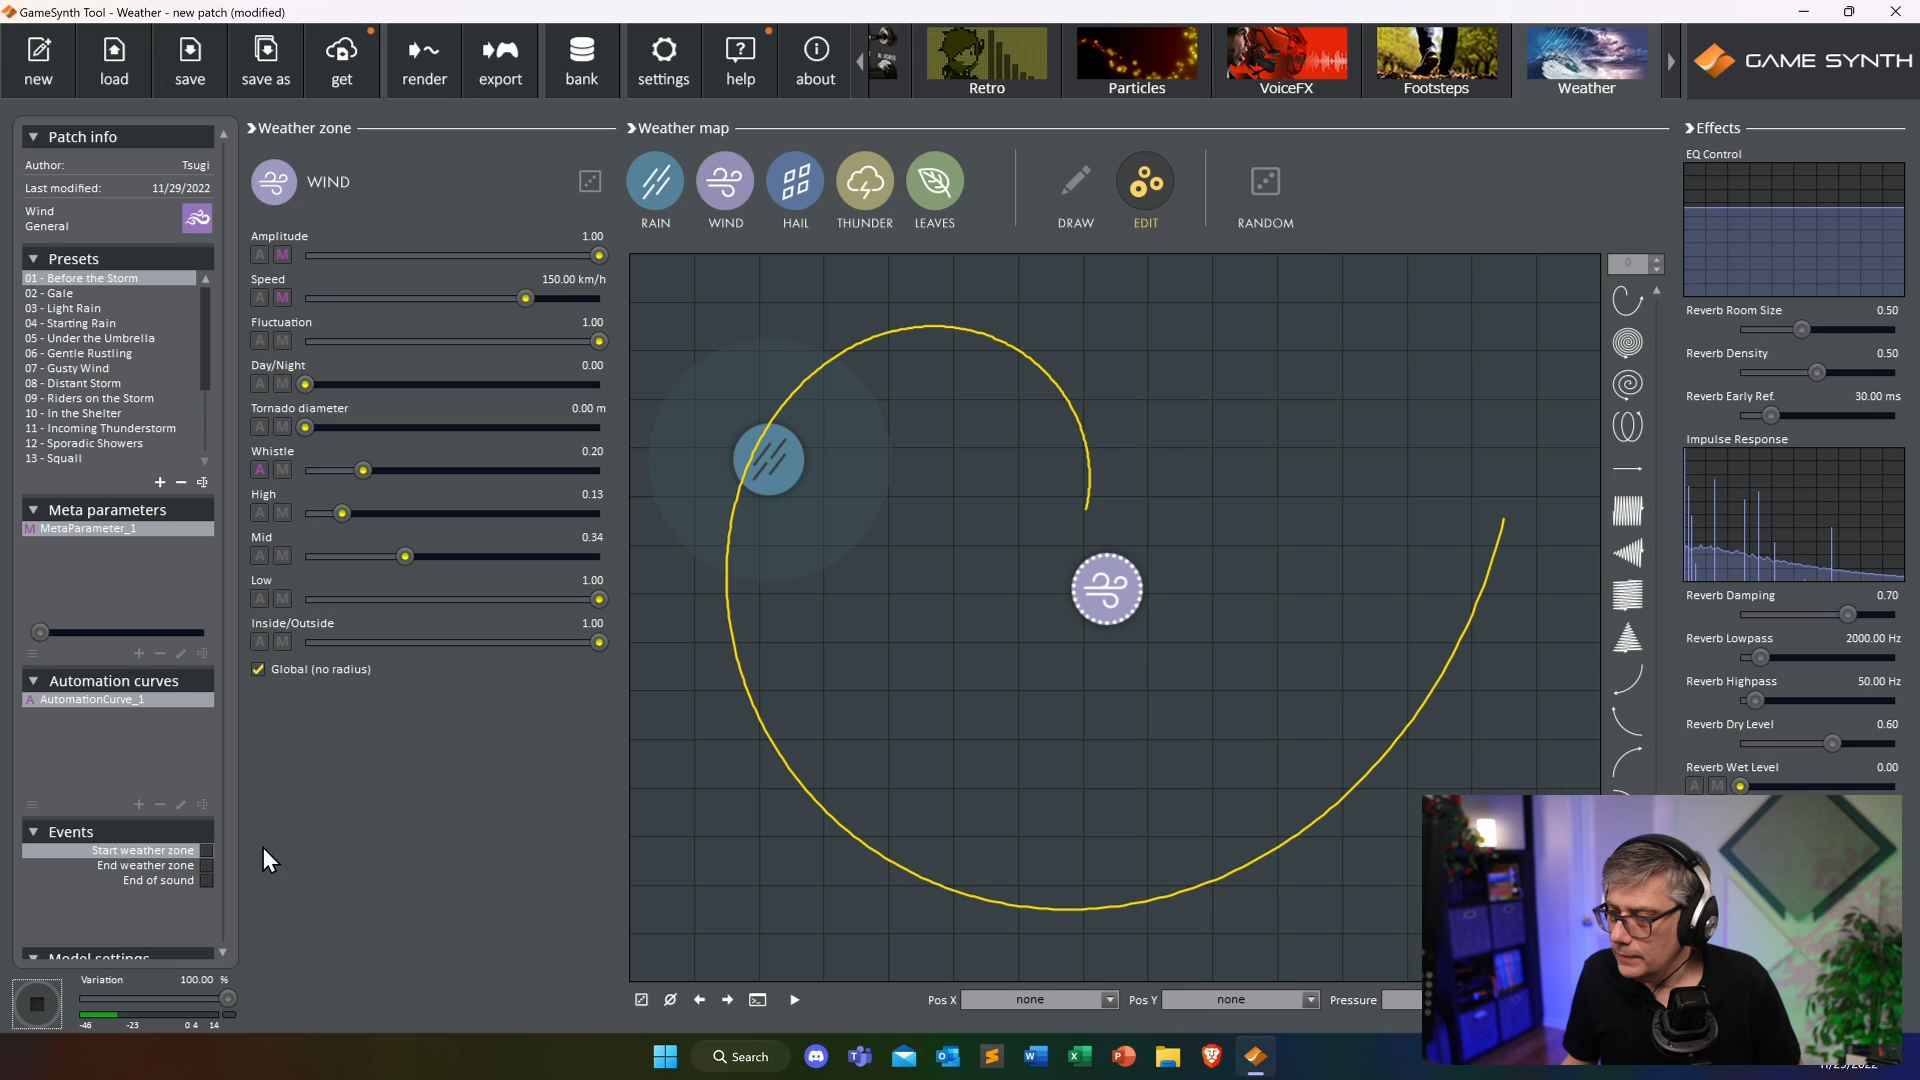 GameSynth Tool - Weather - new patch (modified)
new
load
save
save as
get
render
export
bank
settings
help
about
Retro
Particles
VoiceFX
Footsteps
Weather
GAME SYNTH
Patch info
Author: Tsugi
Last modified: 11/29/2022
Wind
General
Presets
01 - Before the Storm
02 - Gale
03 - Light Rain
04 - Starting Rain
05 - Under the Umbrella
06 - Gentle Rustling
07 - Gusty Wind
08 - Distant Storm
09 - Riders on the Storm
10 - In the Shelter
11 - Incoming Thunderstorm
12 - Sporadic Showers
13 - Squall
Meta parameters
M MetaParameter_1
Automation curves
A AutomationCurve_1
Events
Start weather zone
End weather zone
End of sound
Model settings
Variation 100.00 %
-46 -23 0 4 14
Weather zone
WIND
Amplitude 1.00
A M
Speed 150.00 km/h
A M
Fluctuation 1.00
A M
Day/Night 0.00
A M
Tornado diameter 0.00 m
A M
Whistle 0.20
A M
High 0.13
A M
Mid 0.34
A M
Low 1.00
A M
Inside/Outside 1.00
A M
Global (no radius)
Weather map
RAIN
WIND
HAIL
THUNDER
LEAVES
DRAW
EDIT
RANDOM
0
Pos X none
Pos Y none
Pressure
Effects
EQ Control
Reverb Room Size 0.50
Reverb Density 0.50
Reverb Early Ref. 30.00 ms
Impulse Response
Reverb Damping 0.70
Reverb Lowpass 2000.00 Hz
Reverb Highpass 50.00 Hz
Reverb Dry Level 0.60
Reverb Wet Level 0.00
A M
Search